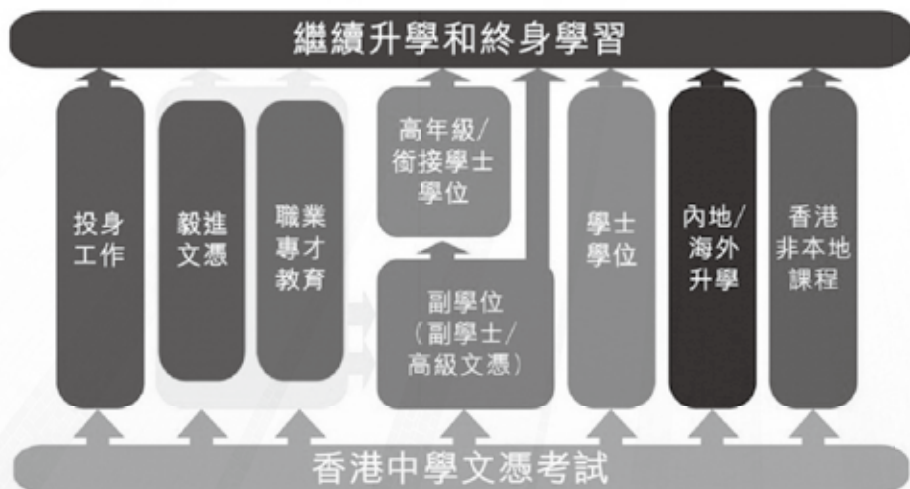 繼續升學和終身學習
投身
工作
毅進
文憑
職業
專才
教育
高年級/
銜接學士
學位
副學位
(副學士/
高級文憑)
學士
學位
內地/
海外
升學
香港
非本地
課程
香港中學文憑考試